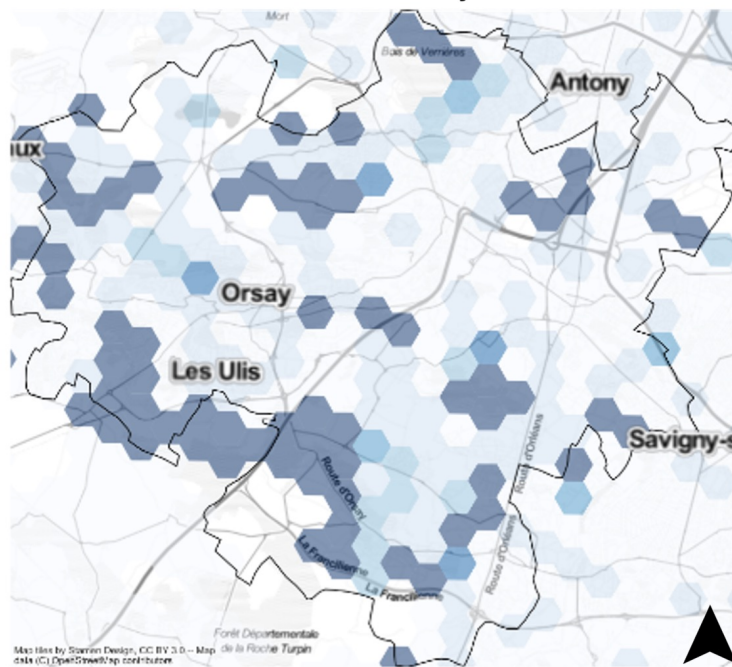 Mort
Bois de Verrières
Antony
ux
Orsay
Les Ulis
Route d'Orléans
Savigny-s
Route d'Orsay
La Francilienne
Route d'Orléans
La Francilienne
Forêt Départementale
de la Roche Turpin
Map tiles by Stamen Design, CC BY 3.0 -- Map
data (C) OpenStreetMap contributors